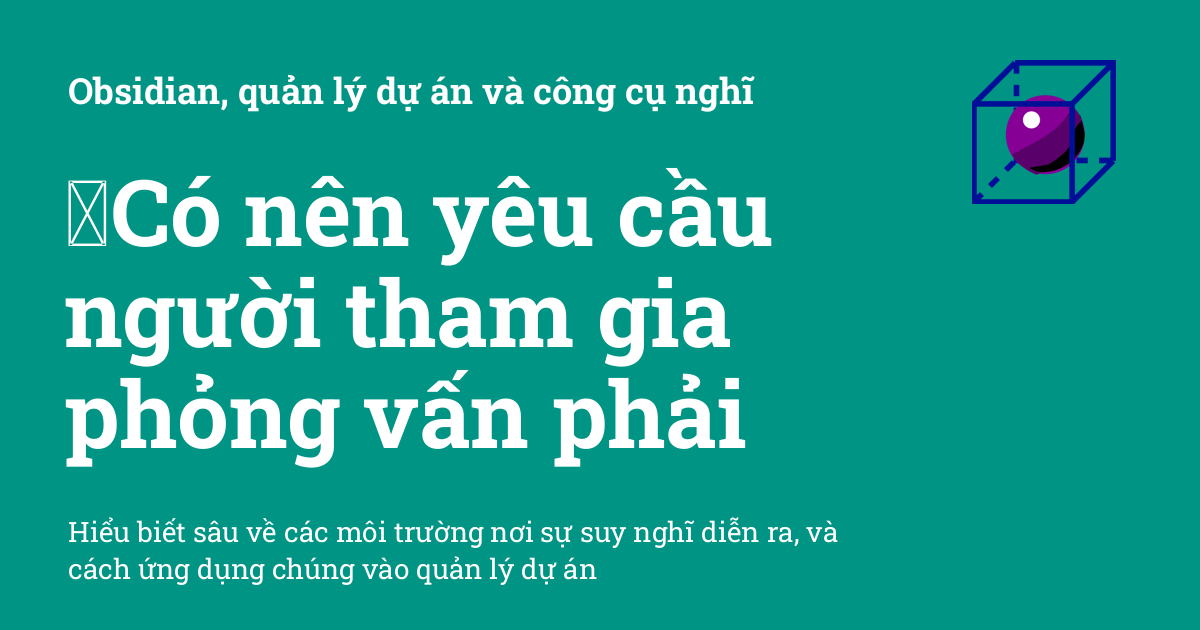 Obsidian, quản lý dự án và công cụ nghĩ
Có nên yêu cầu
người tham gia
phỏng vấn phải
Hiểu biết sâu về các môi trường nơi sự suy nghĩ diễn ra, và
cách ứng dụng chúng vào quản lý dự án